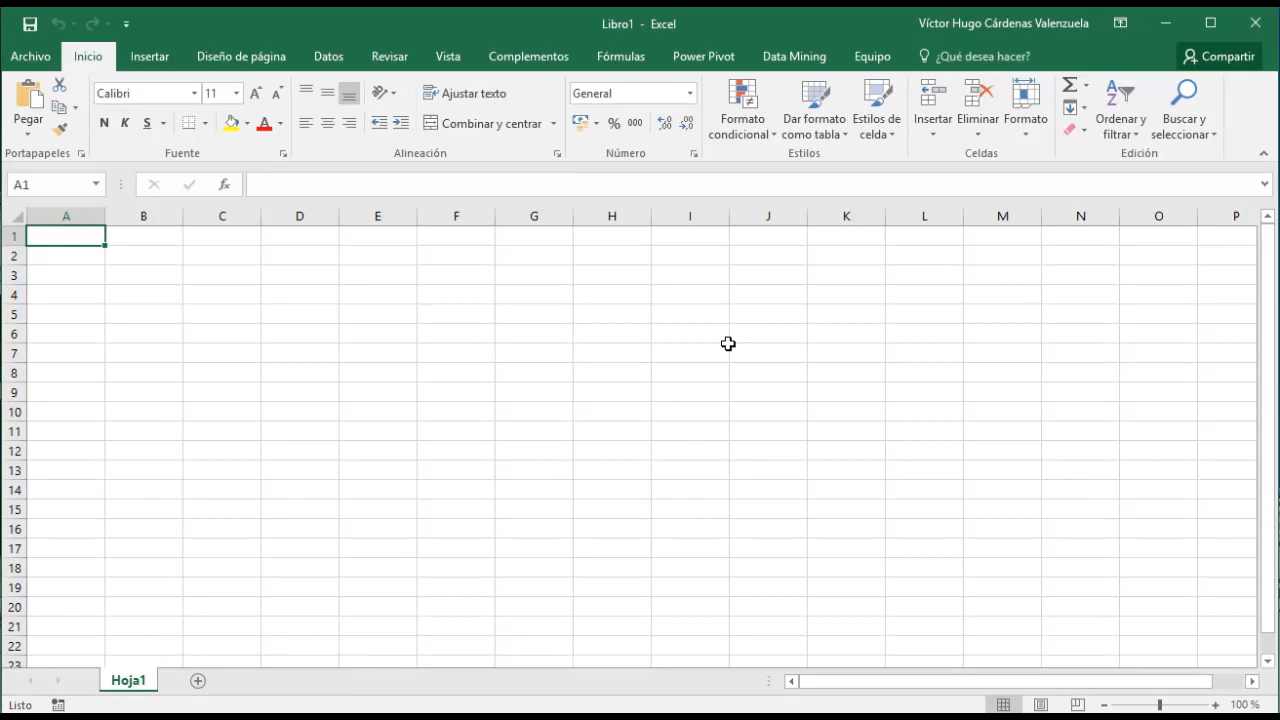 Libro1 - Excel
Víctor Hugo Cárdenas Valenzuela
Archivo Inicio Insertar Diseño de página Datos Revisar Vista Complementos Fórmulas Power Pivot Data Mining Equipo ¿Qué desea hacer? Compartir
Pegar
Portapapeles
Calibri 11
N K S
Fuente
Ajustar texto
Combinar y centrar
Alineación
General
% 000
Número
Formato condicional
Dar formato como tabla
Estilos de celda
Estilos
Insertar Eliminar Formato
Celdas
Ordenar y filtrar
Buscar y seleccionar
Edición
A1 fx
A B C D E F G H I J K L M N O P
1
2
3
4
5
6
7
8
9
10
11
12
13
14
15
16
17
18
19
20
21
22
23
Hoja1
Listo 100 %